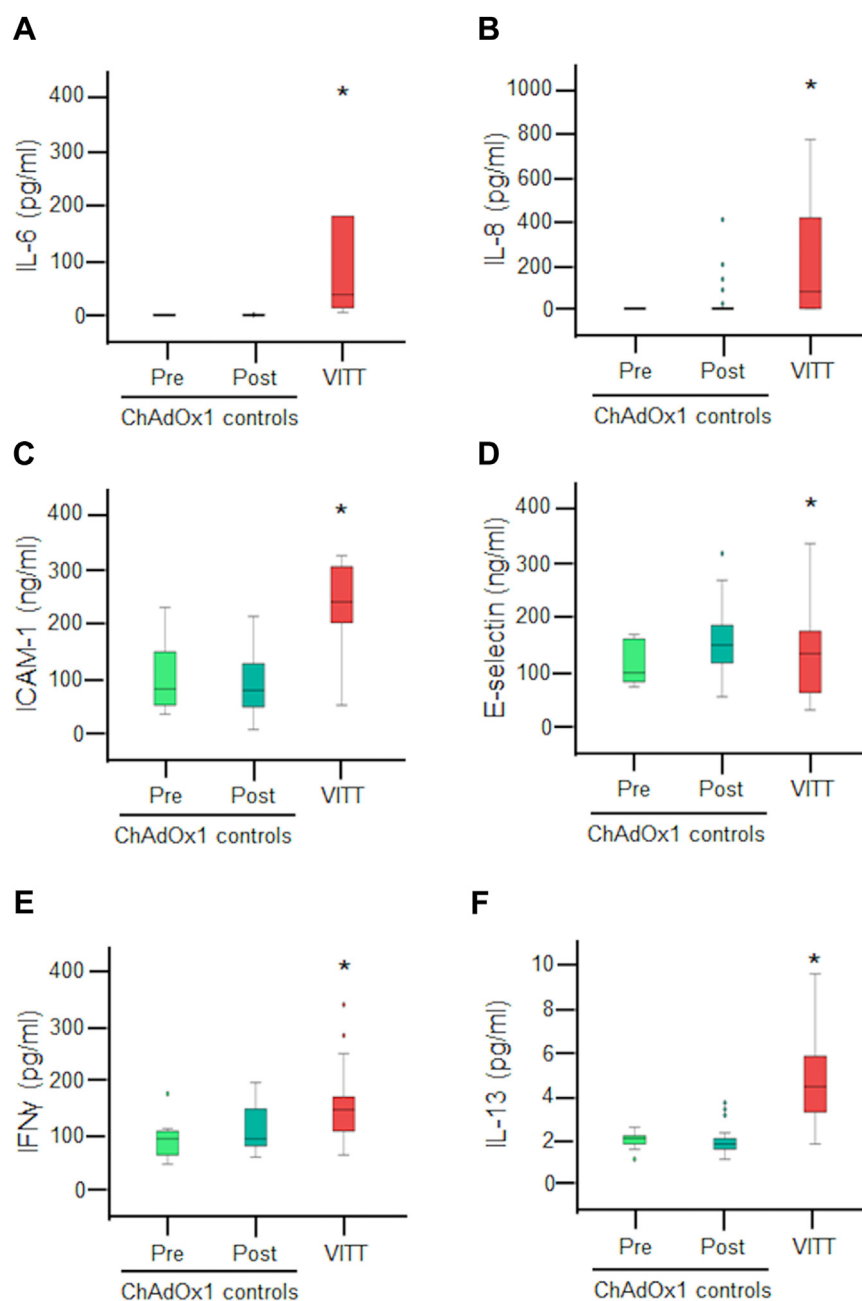 A
IL-6 (pg/ml)
400
300
200
100
0
*
Pre
Post
VITT
ChAdOx1 controls
B
IL-8 (pg/ml)
1000
800
600
400
200
0
*
Pre
Post
VITT
ChAdOx1 controls
C
ICAM-1 (ng/ml)
400
300
200
100
0
*
Pre
Post
VITT
ChAdOx1 controls
D
E-selectin (ng/ml)
400
300
200
100
0
*
Pre
Post
VITT
ChAdOx1 controls
E
IFNγ (pg/ml)
400
300
200
100
0
*
Pre
Post
VITT
ChAdOx1 controls
F
IL-13 (pg/ml)
10
8
6
4
2
0
*
Pre
Post
VITT
ChAdOx1 controls